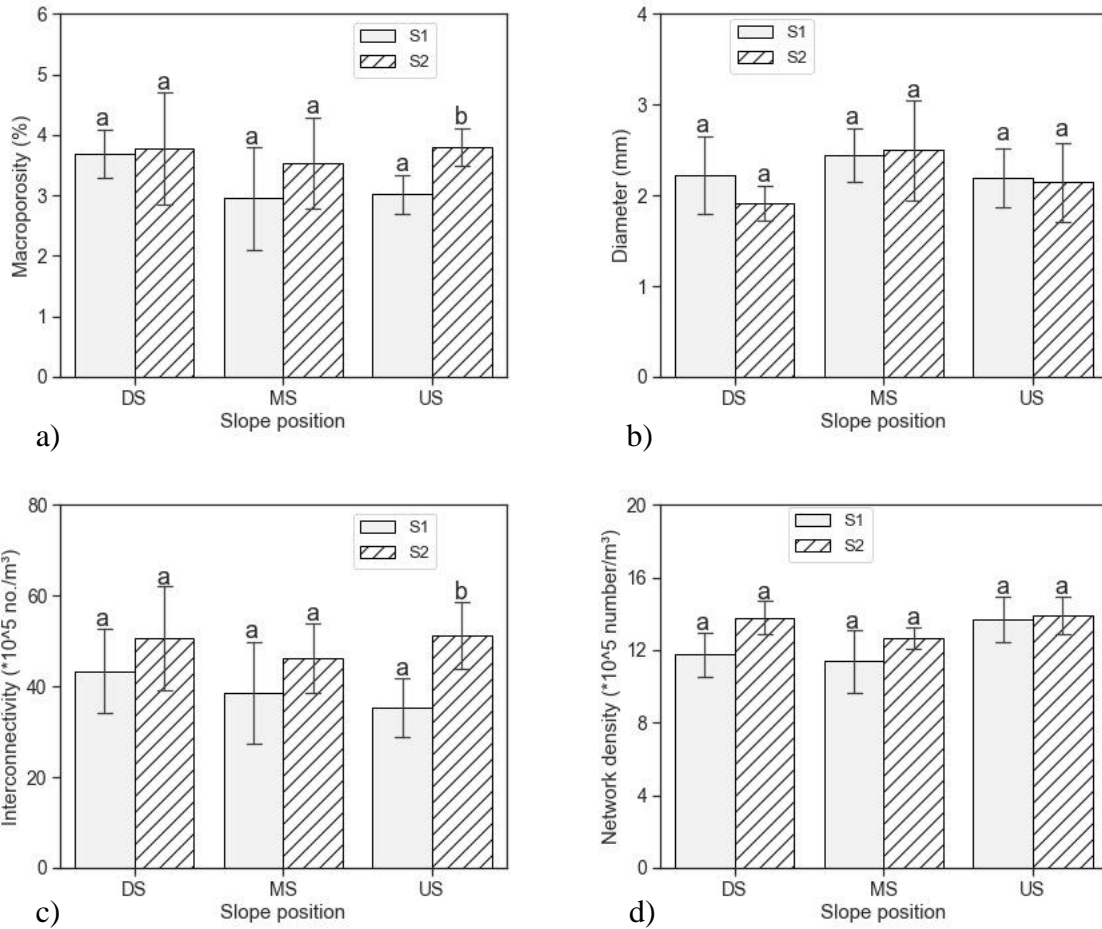 6
5
4
3
2
1
0
Macroporosity (%)
S1
S2
a
a
a
a
a
b
DS
MS
US
Slope position
a)
4
3
2
1
0
Diameter (mm)
S1
S2
a
a
a
a
a
a
DS
MS
US
Slope position
b)
80
60
40
20
0
Interconnectivity (*10^5 no./m³)
S1
S2
a
a
a
a
a
b
DS
MS
US
Slope position
c)
20
16
12
8
4
0
Network density (*10^5 number/m³)
S1
S2
a
a
a
a
a
a
DS
MS
US
Slope position
d)